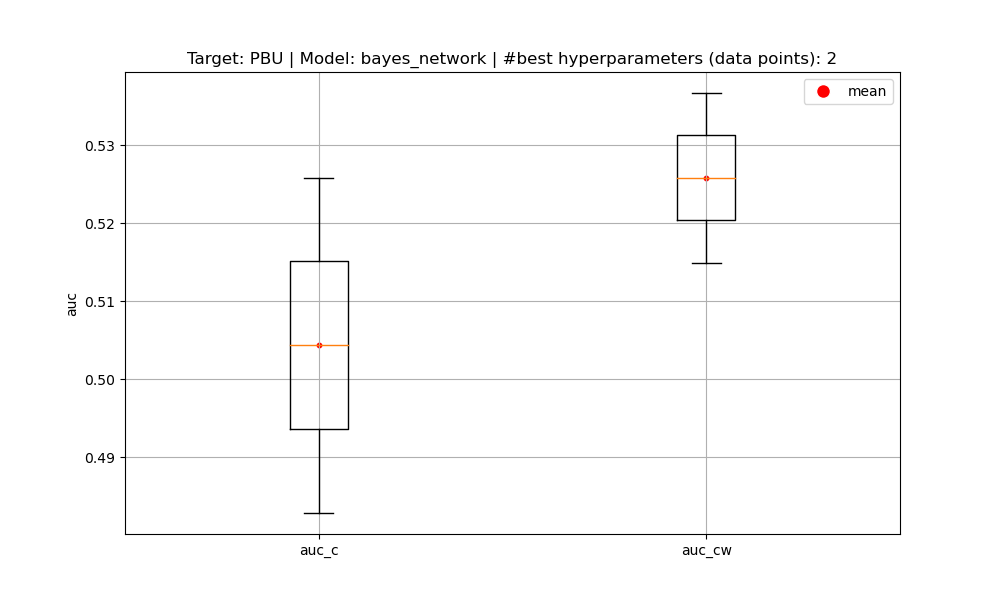 Target: PBU | Model: bayes_network | #best hyperparameters (data points): 2
mean
0.53
0.52
0.51
0.50
0.49
auc
auc_c
auc_cw